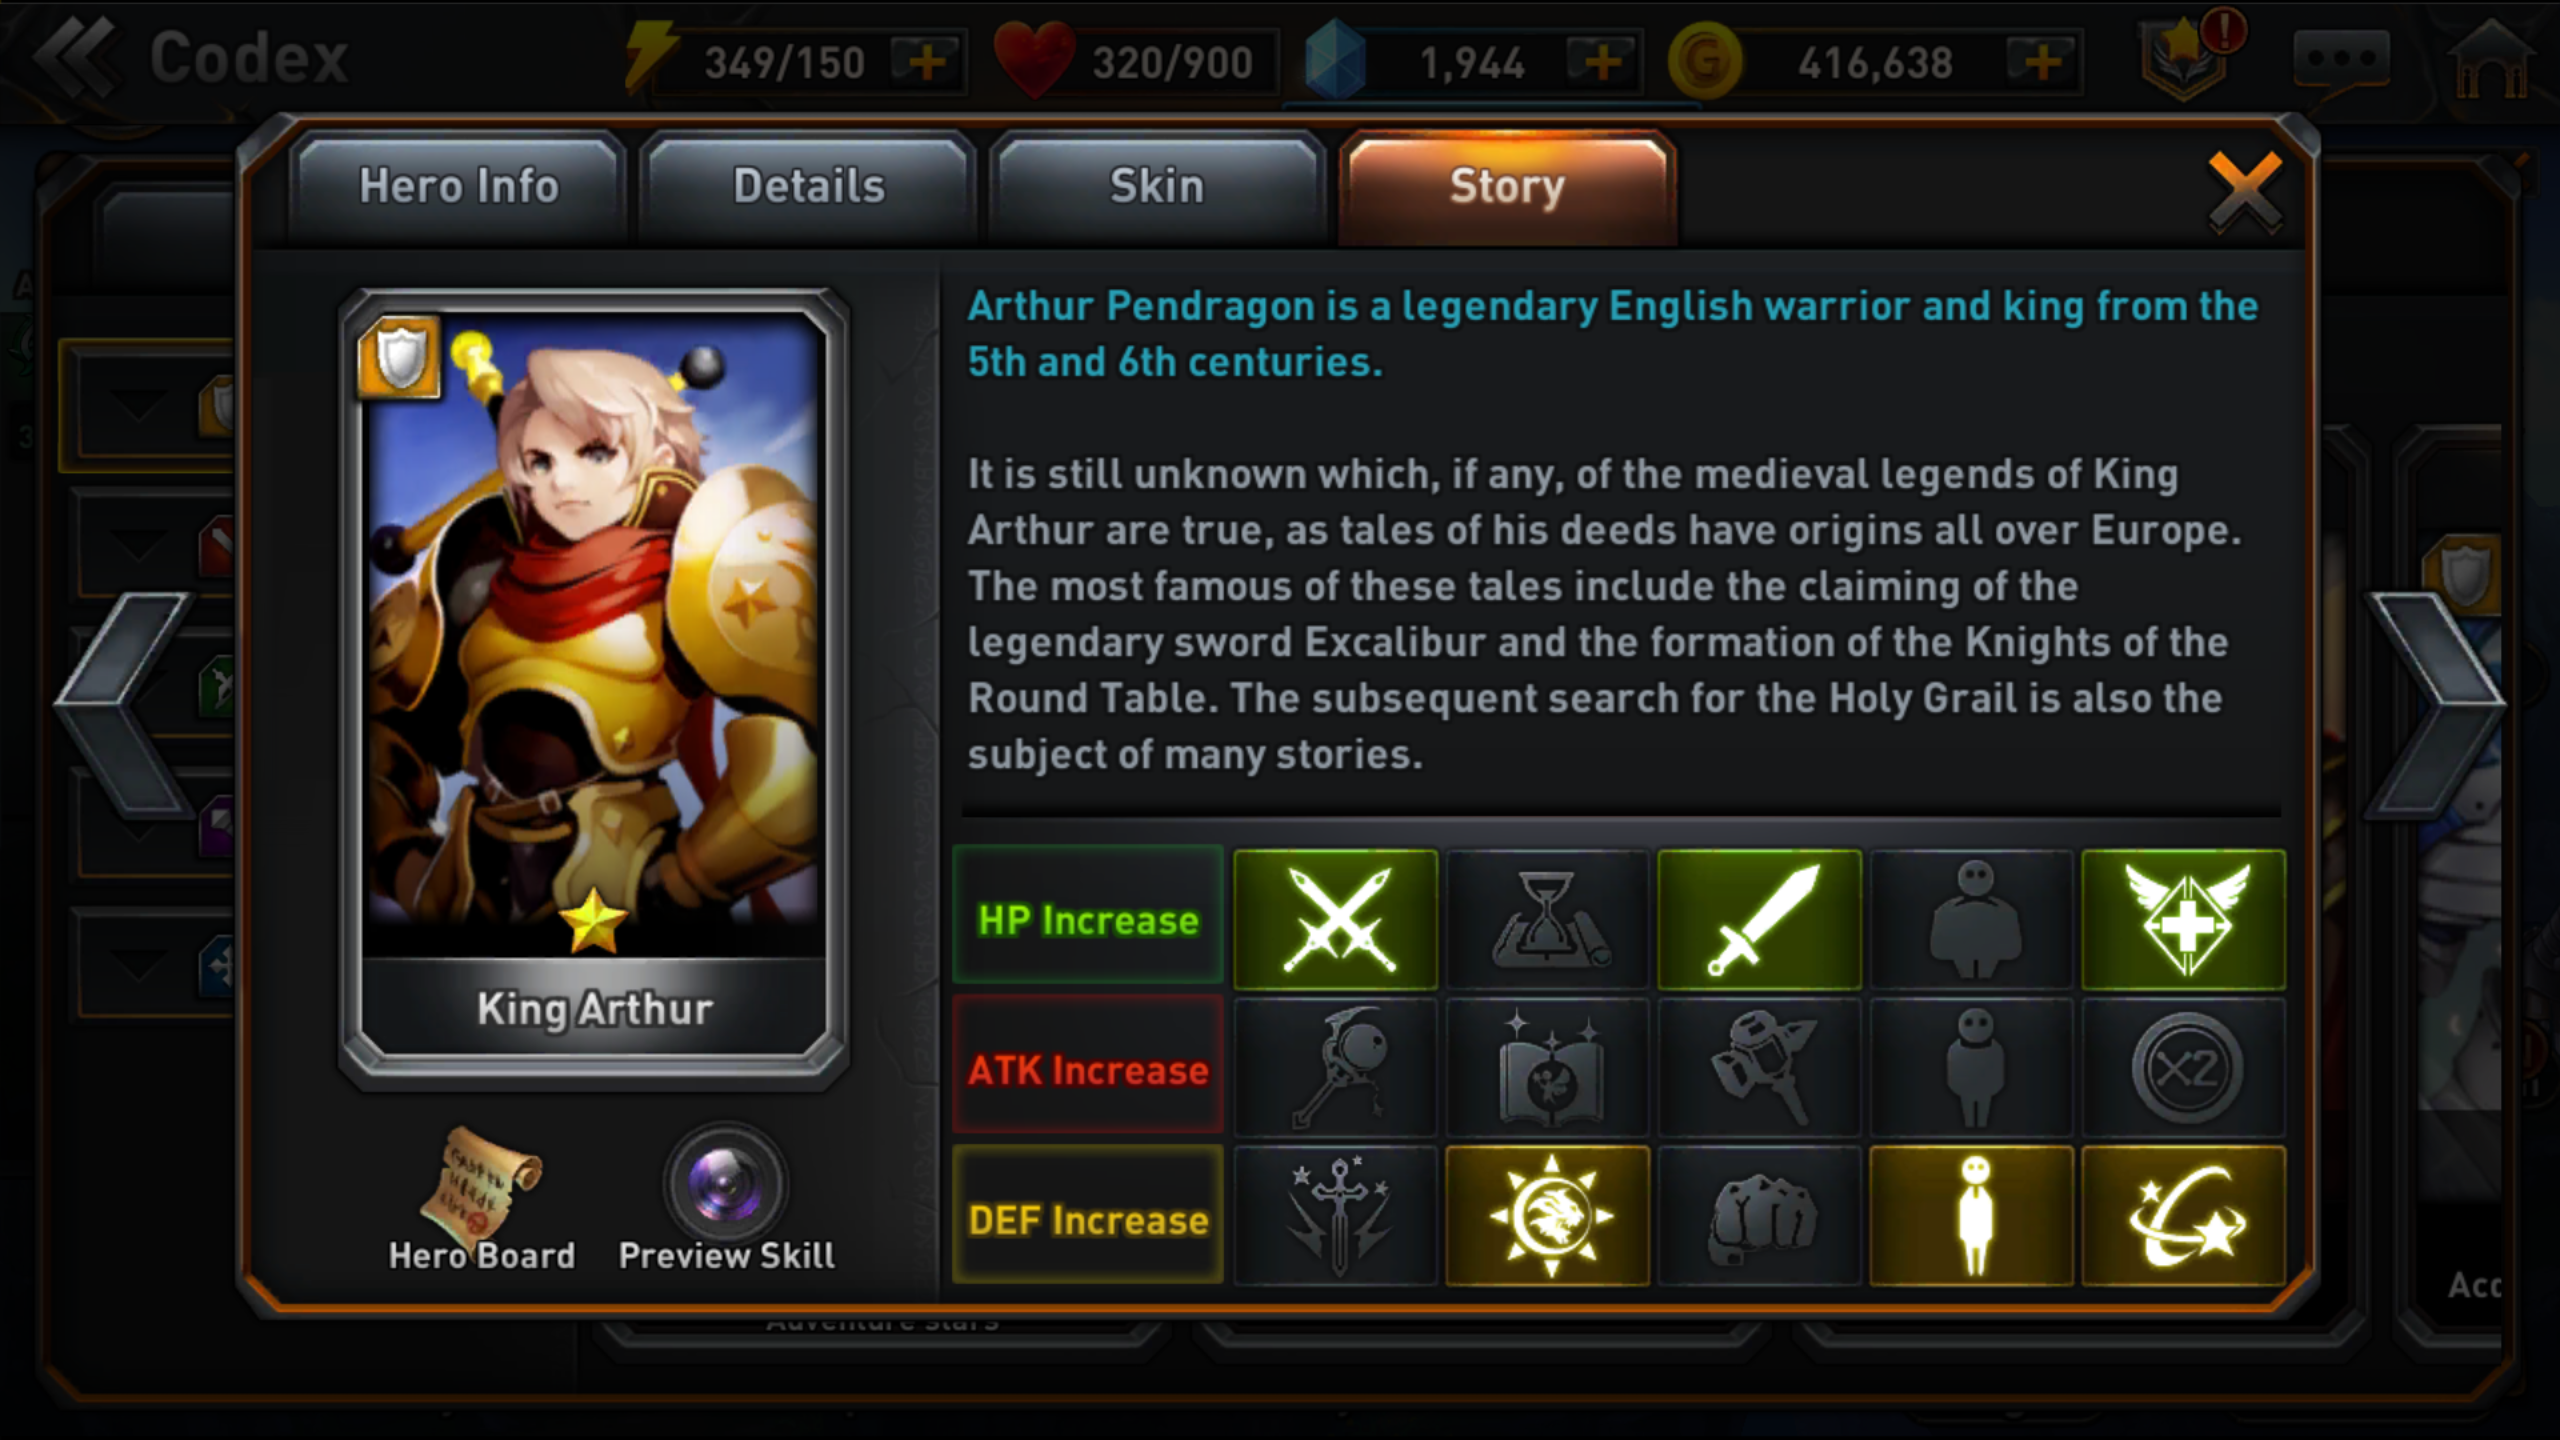 Codex
349/150
320/900
1,944
416,638
Hero Info
Details
Skin
Story
Arthur Pendragon is a legendary English warrior and king from the
5th and 6th centuries.
It is still unknown which, if any, of the medieval legends of King
Arthur are true, as tales of his deeds have origins all over Europe.
The most famous of these tales include the claiming of the
legendary sword Excalibur and the formation of the Knights of the
Round Table. The subsequent search for the Holy Grail is also the
subject of many stories.
King Arthur
Hero Board
Preview Skill
HP Increase
ATK Increase
X2
DEF Increase
Adventure Stars